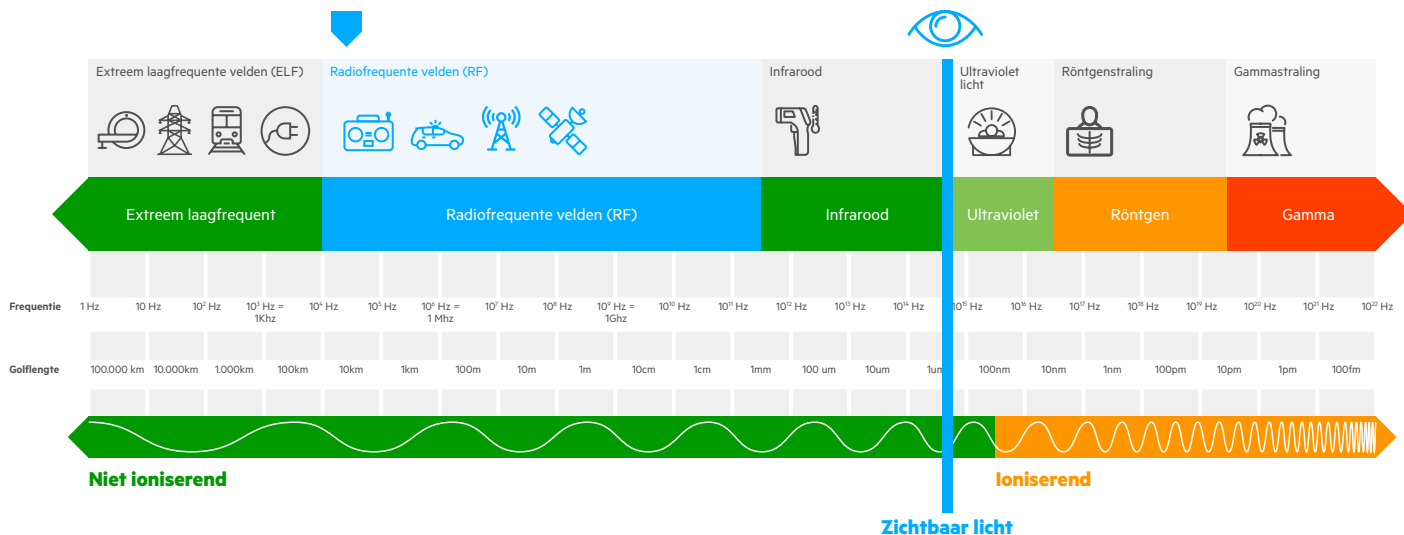 Extreem laagfrequente velden (ELF)
Radiofrequente velden (RF)
Infrarood
Ultraviolet
licht
Röntgenstraling
Gammastraling
Extreem laagfrequent
Radiofrequente velden (RF)
Infrarood
Ultraviolet
Röntgen
Gamma
Frequentie 1 Hz 10 Hz 10² Hz 10³ Hz = 10⁴ Hz 10⁵ Hz 10⁶ Hz = 10⁷ Hz 10⁸ Hz 10⁹ Hz = 10¹⁰ Hz 10¹¹ Hz 10¹² Hz 10¹³ Hz 10¹⁴ Hz 10¹⁵ Hz 10¹⁶ Hz 10¹⁷ Hz 10¹⁸ Hz 10¹⁹ Hz 10²⁰ Hz 10²¹ Hz 10²² Hz
1Khz 1 Mhz 1Ghz
Golflengte 100.000 km 10.000km 1.000km 100km 10km 1km 100m 10m 1m 10cm 1cm 1mm 100 um 10um 1um 100nm 10nm 1nm 100pm 10pm 1pm 100fm
Niet ioniserend
Ioniserend
Zichtbaar licht